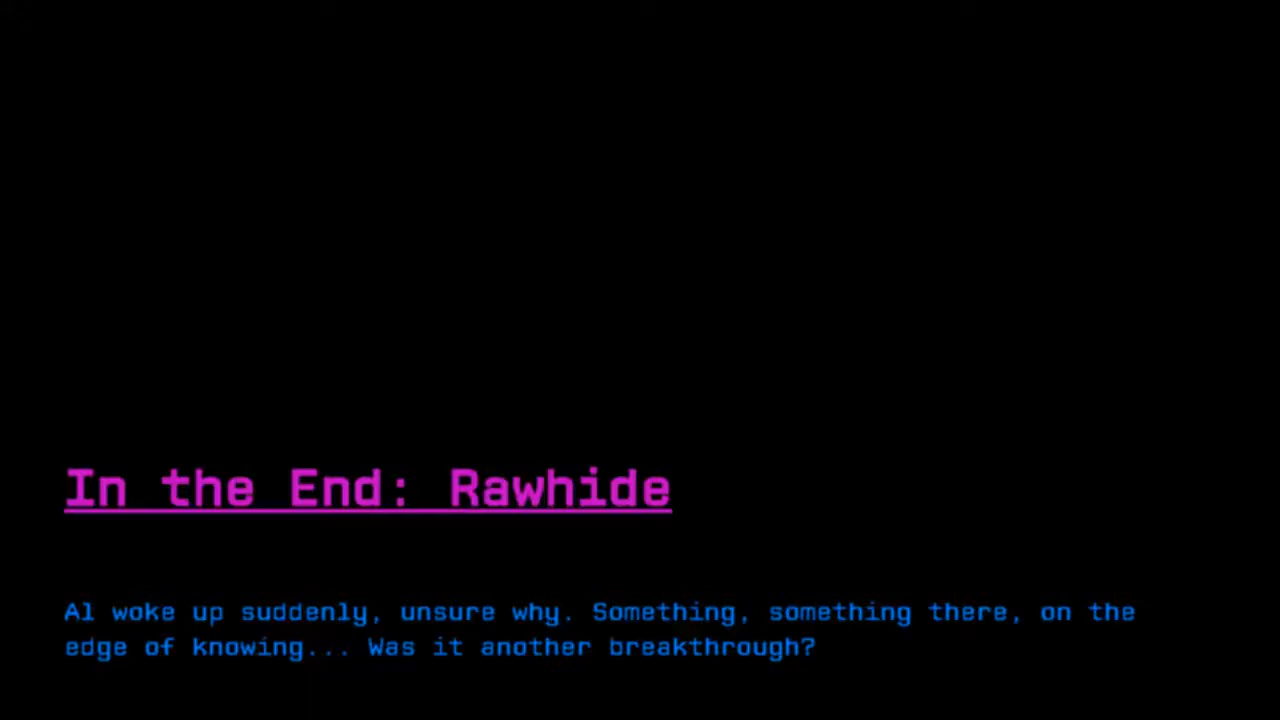 In the End: Rawhide
Al woke up suddenly, unsure why. Something, something there, on the
edge of knowing... Was it another breakthrough?